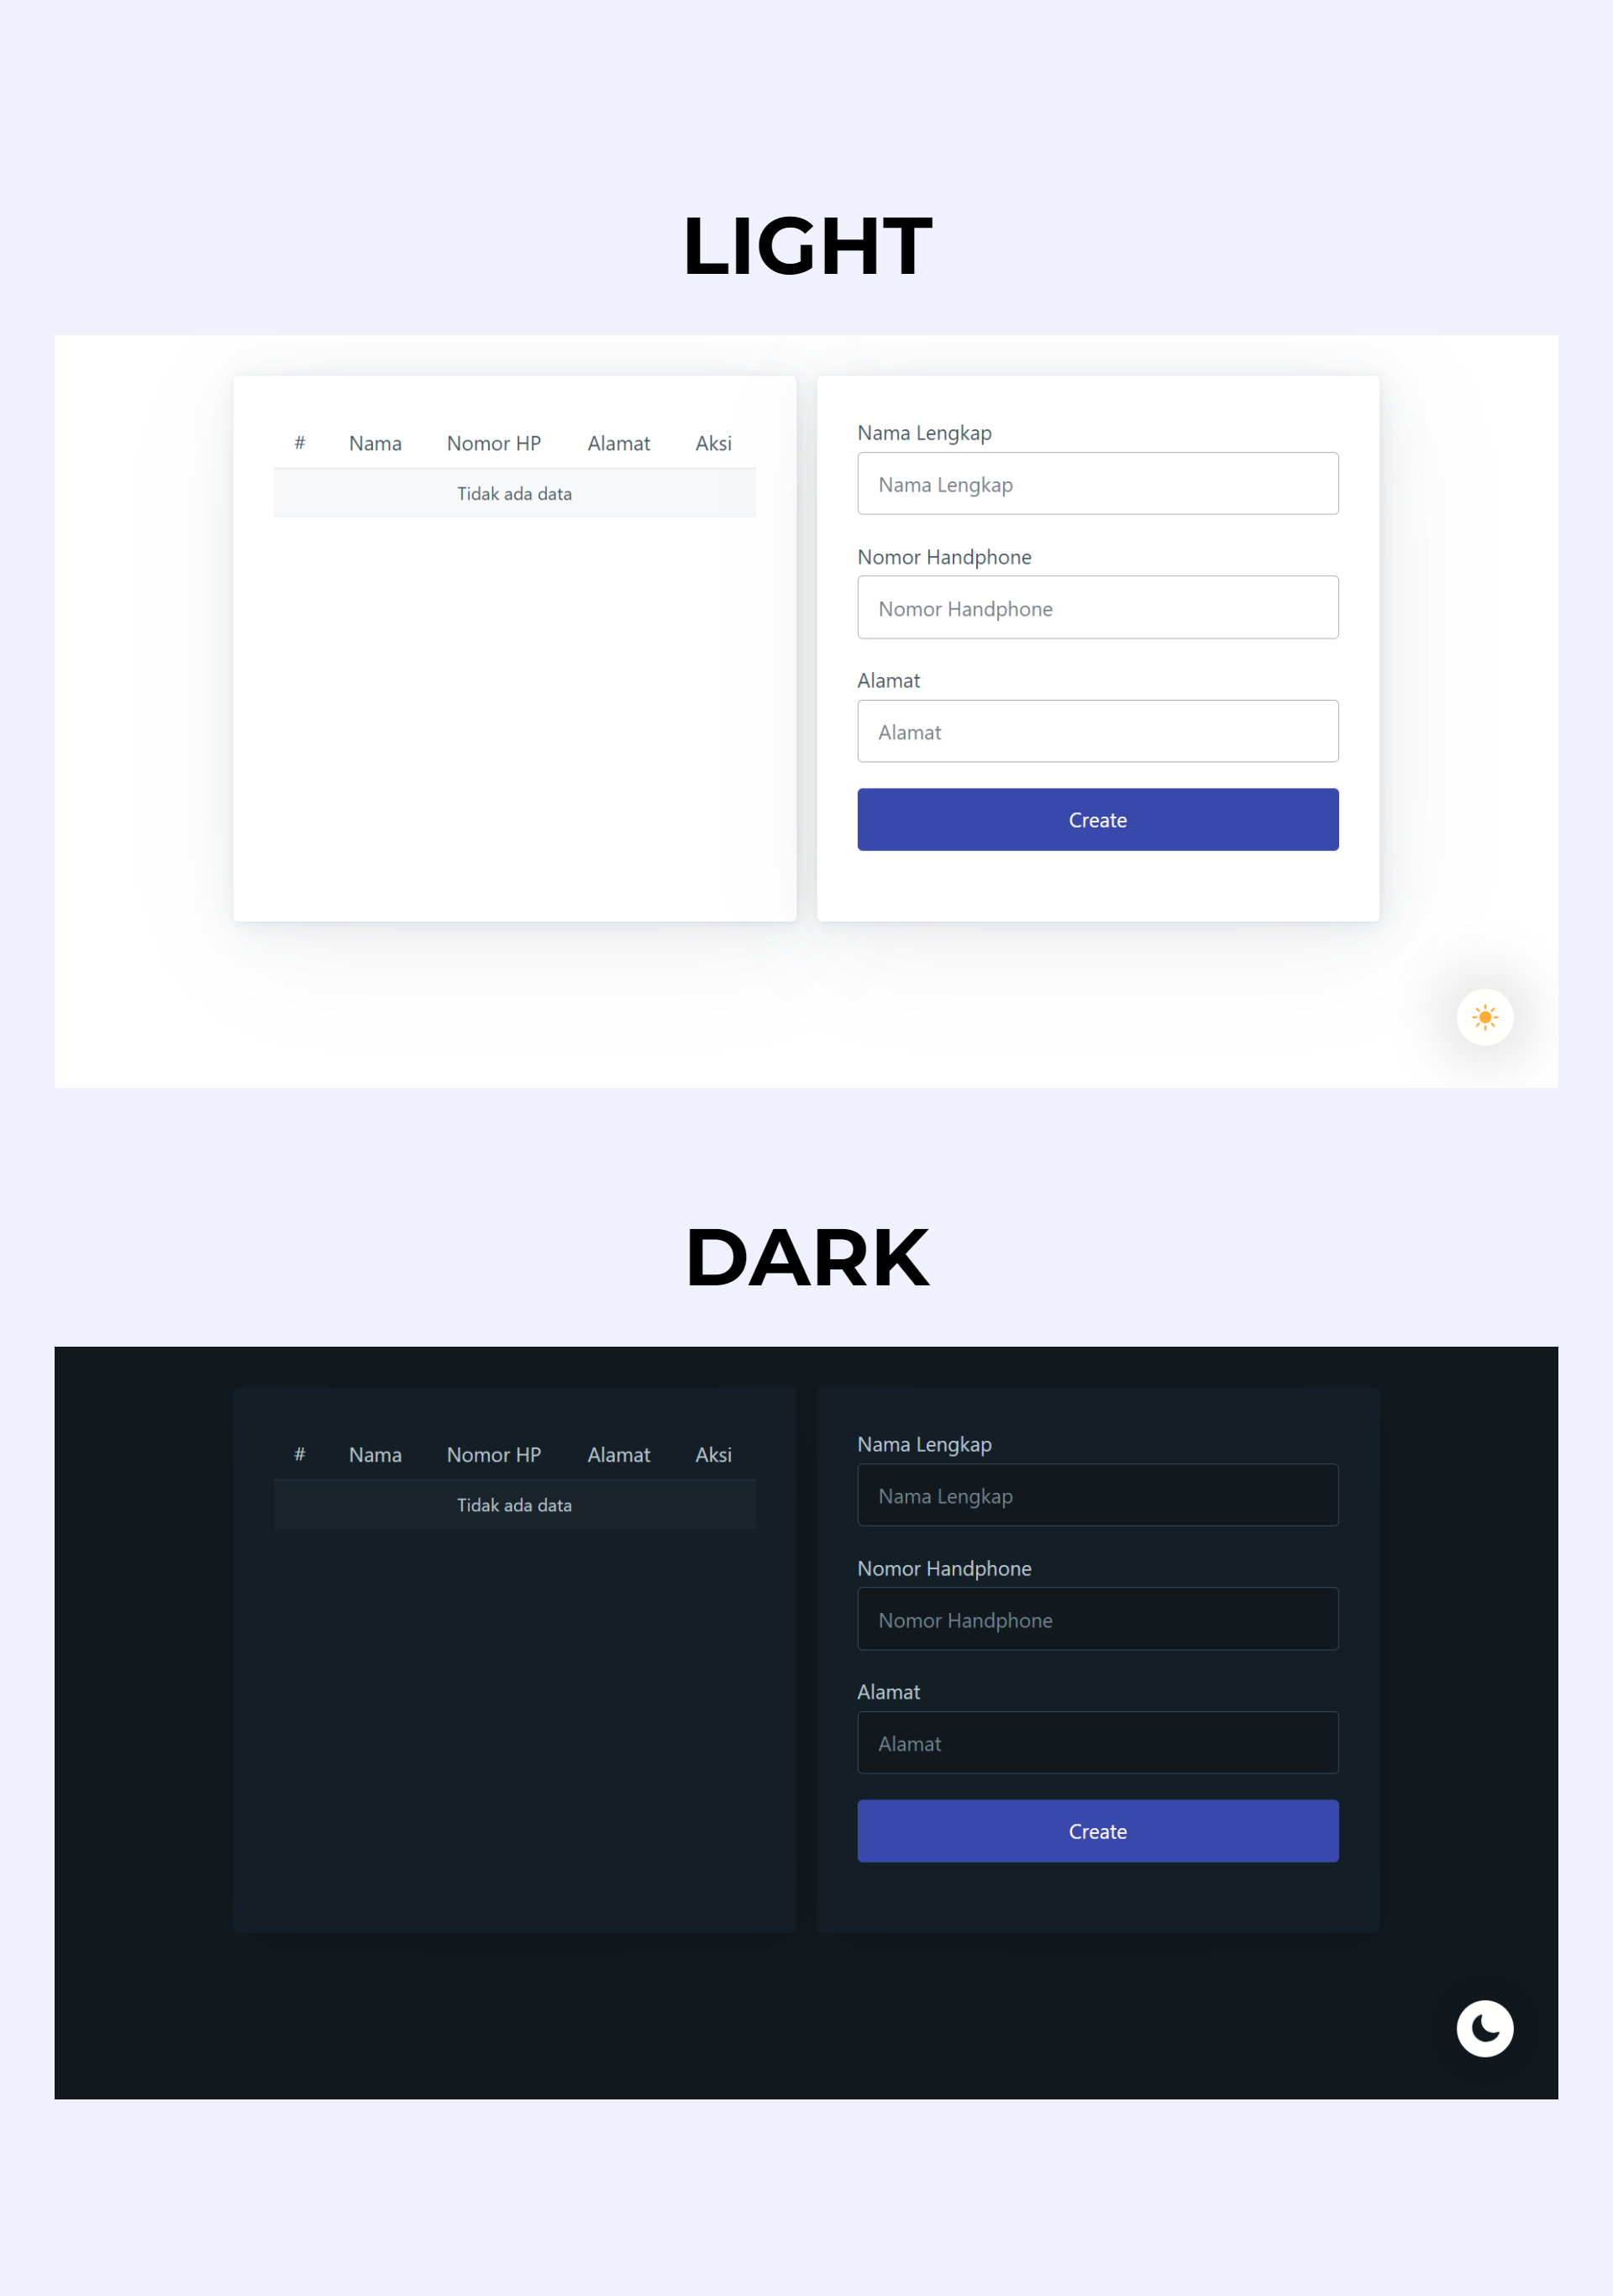 LIGHT
# Nama Nomor HP Alamat Aksi
Tidak ada data
Nama Lengkap
Nama Lengkap
Nomor Handphone
Nomor Handphone
Alamat
Alamat
Create
DARK
# Nama Nomor HP Alamat Aksi
Tidak ada data
Nama Lengkap
Nama Lengkap
Nomor Handphone
Nomor Handphone
Alamat
Alamat
Create